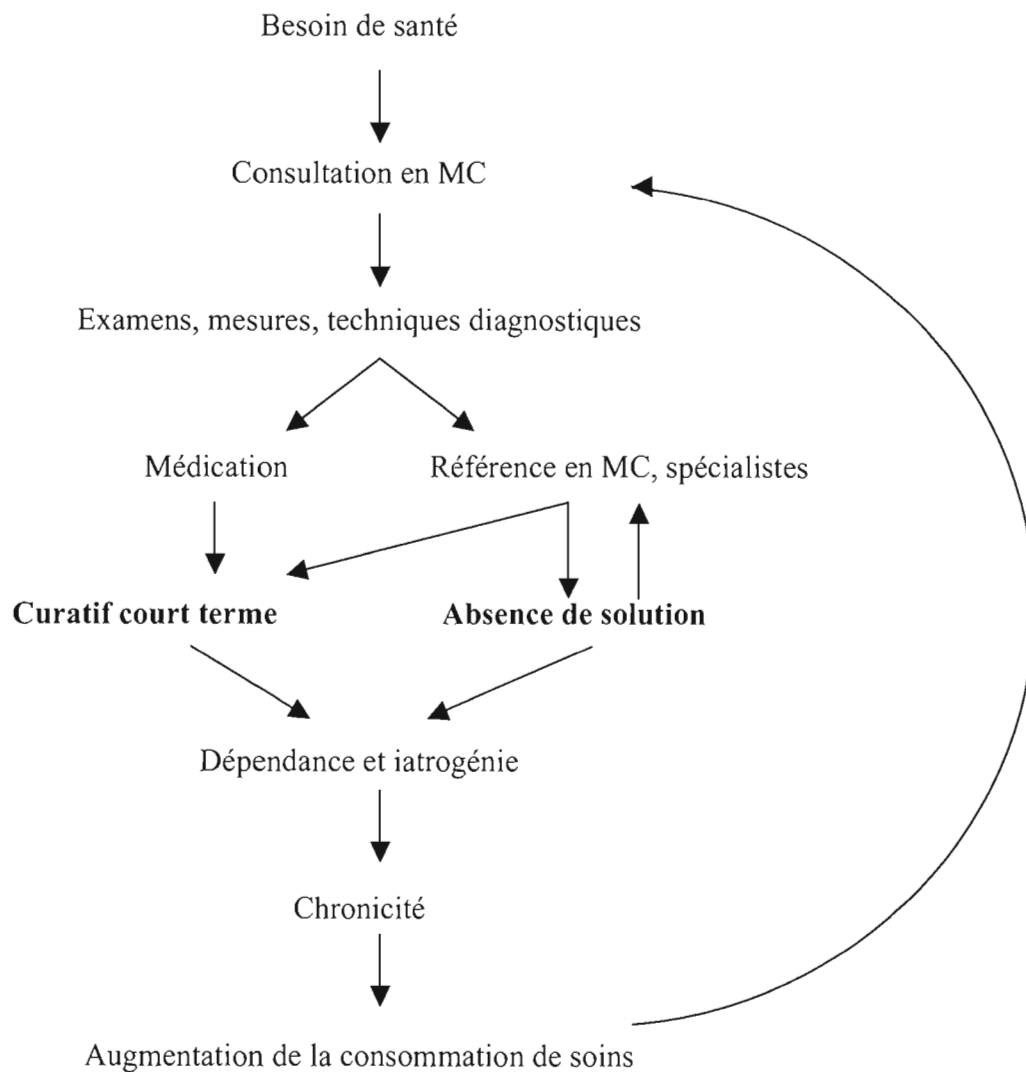 Besoin de santé
Consultation en MC
Examens, mesures, techniques diagnostiques
Médication
Référence en MC, spécialistes
Curatif court terme
Absence de solution
Dépendance et iatrogénie
Chronicité
Augmentation de la consommation de soins